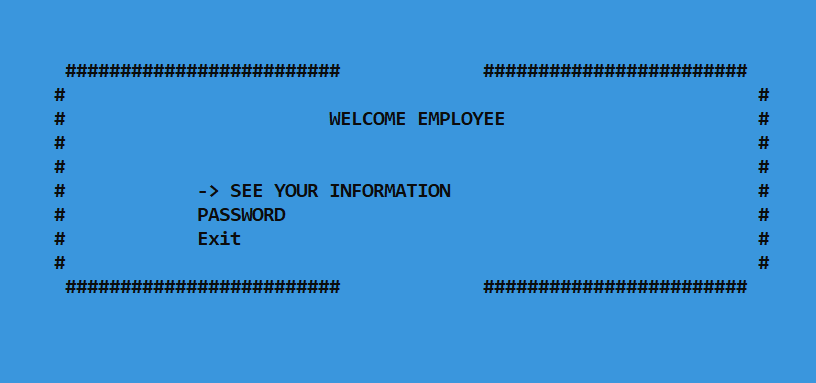 #########################             ########################
#                                                               #
#                        WELCOME EMPLOYEE                       #
#                                                               #
#                                                               #
#            -> SEE YOUR INFORMATION                            #
#            PASSWORD                                           #
#            Exit                                               #
#                                                               #
#########################             ########################